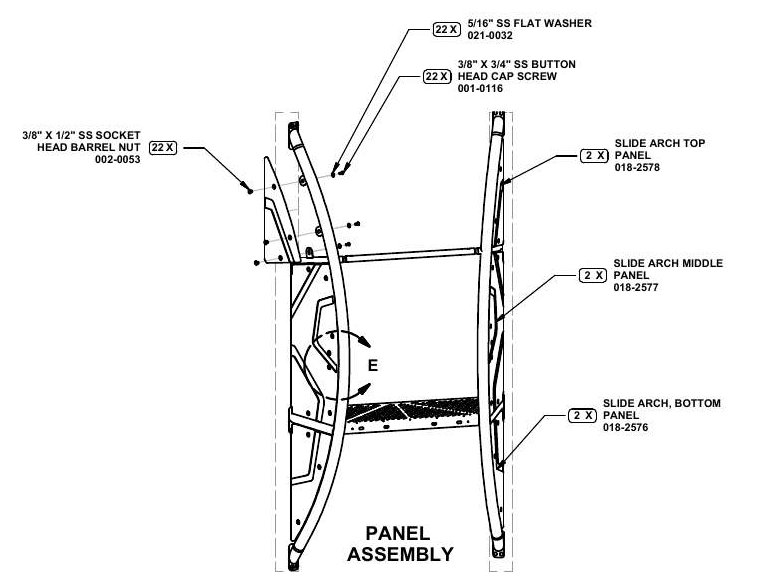 5/16" SS FLAT WASHER
22 X
021-0032
3/8" X 3/4" SS BUTTON
22 X
HEAD CAP SCREW
001-0116
3/8" X 1/2" SS SOCKET
HEAD BARREL NUT
22 X
002-0053
SLIDE ARCH TOP
2 X
PANEL
018-2578
SLIDE ARCH MIDDLE
2 X
PANEL
018-2577
E
SLIDE ARCH, BOTTOM
2 X
PANEL
018-2576
PANEL
ASSEMBLY